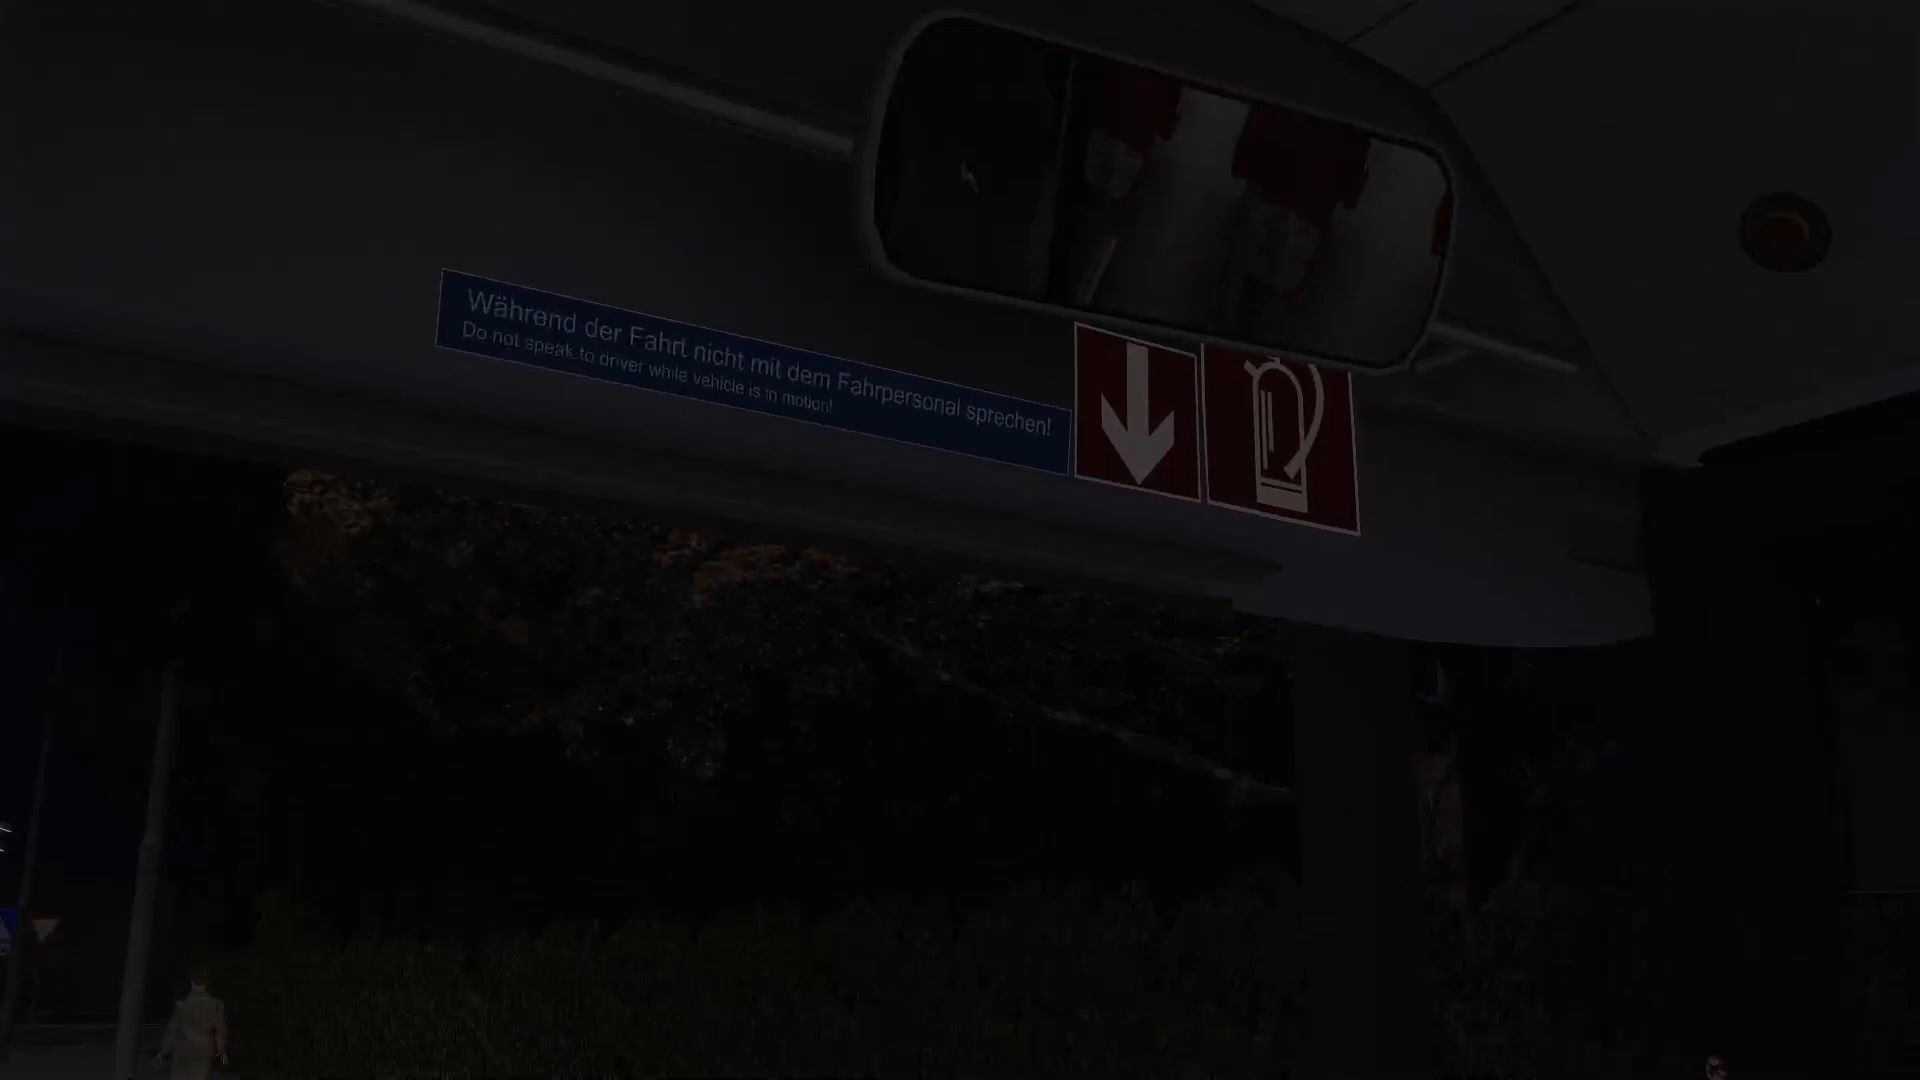 Während der Fahrt nicht mit dem Fahrpersonal sprechen!
Do not speak to driver while vehicle is in motion!